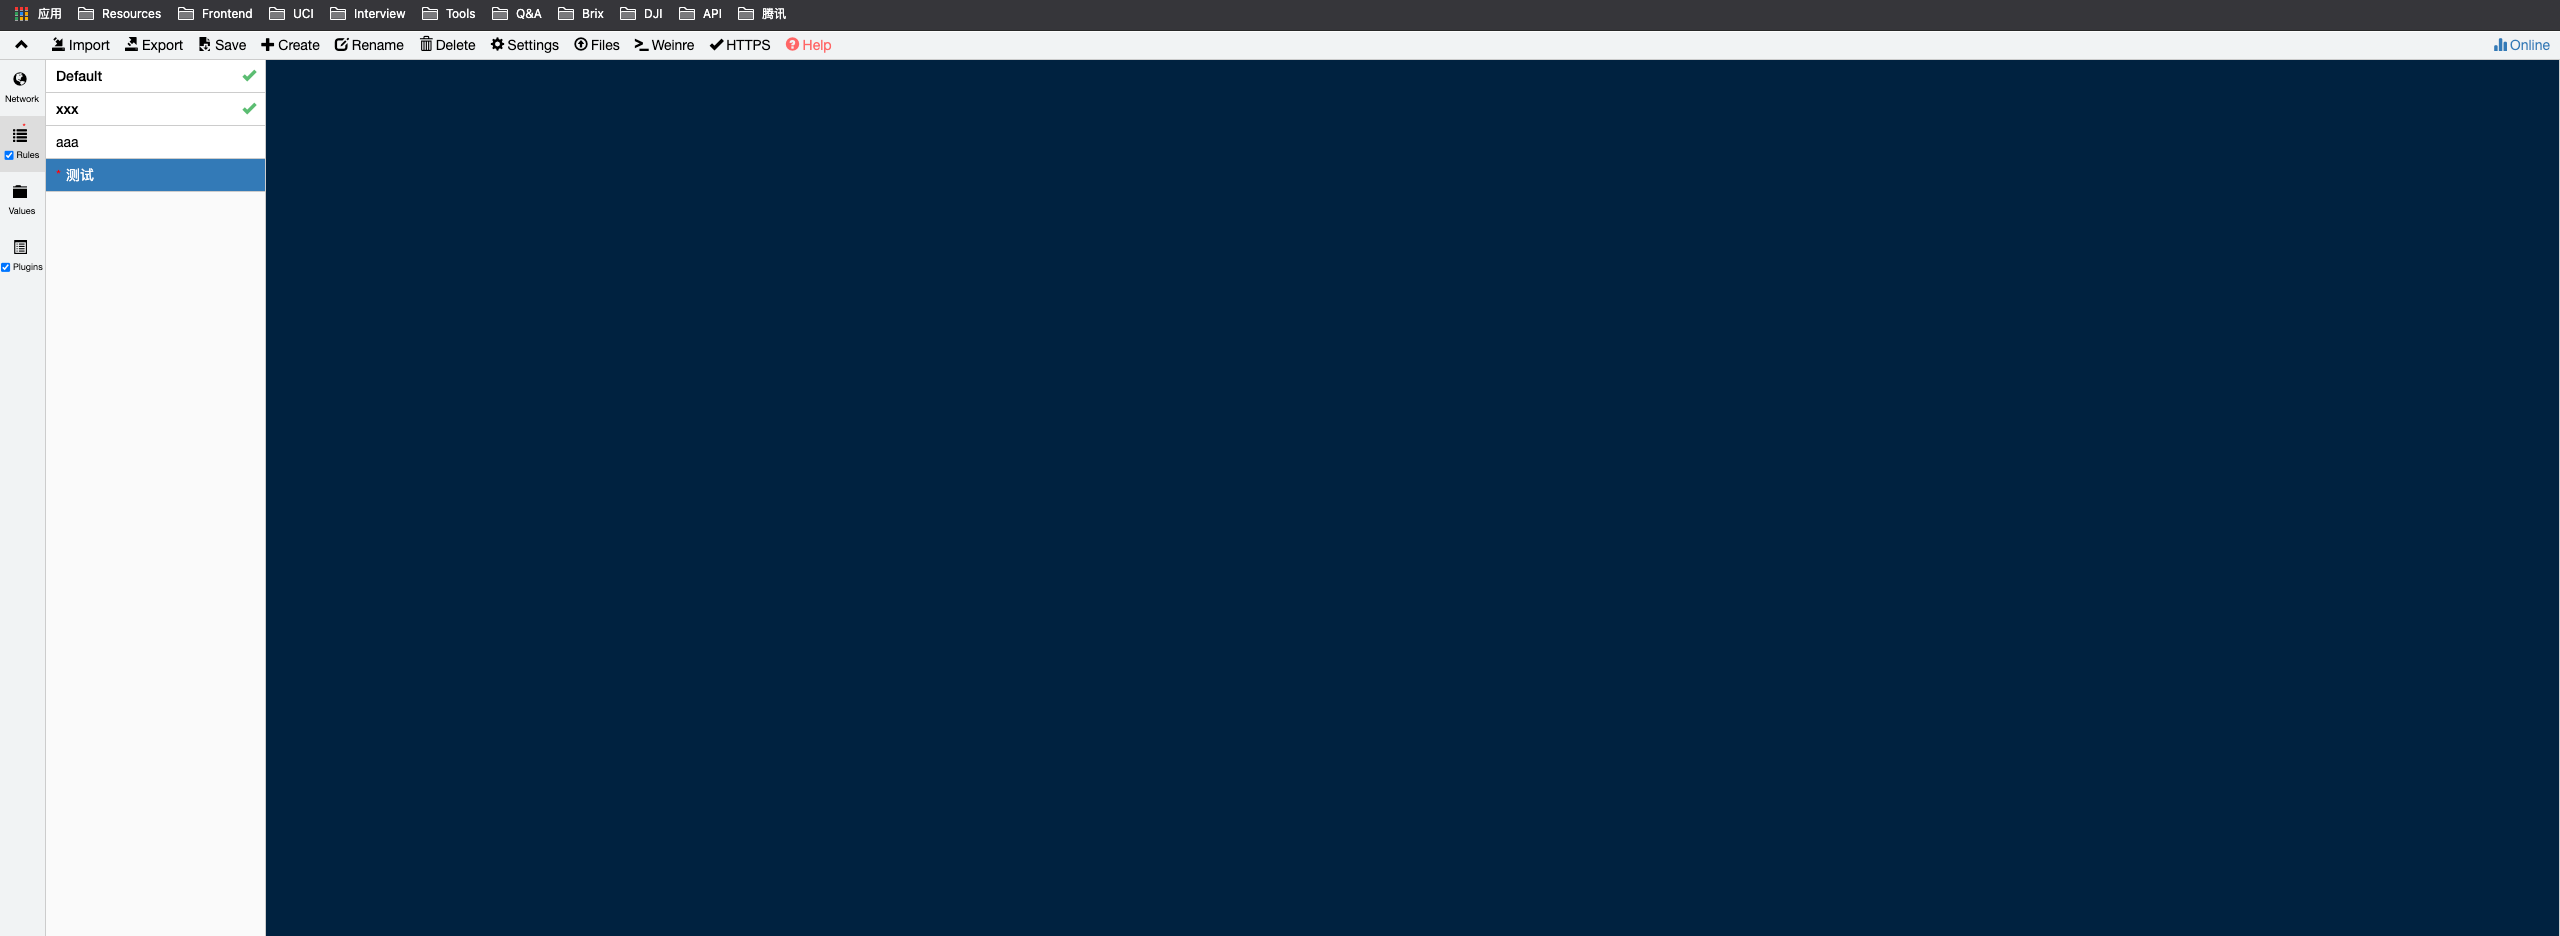 应用 Resources Frontend UCI Interview Tools Q&A Brix DJI API 腾讯
Import Export Save Create Rename Delete Settings Files Weinre HTTPS Help Online
Network
Rules
Values
Plugins
Default
xxx
aaa
* 测试